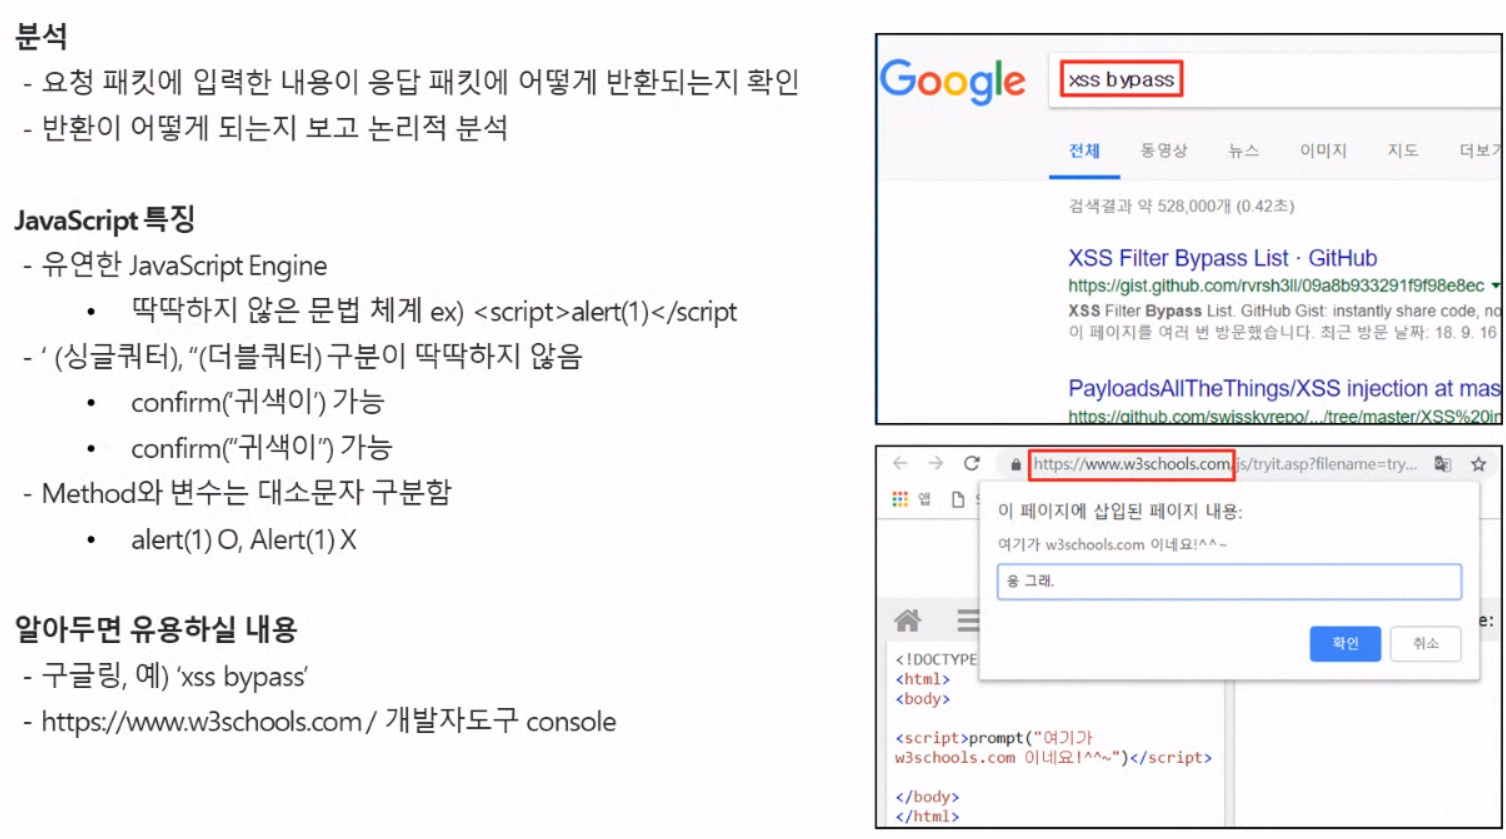 분석
- 요청 패킷에 입력한 내용이 응답 패킷에 어떻게 반환되는지 확인
- 반환이 어떻게 되는지 보고 논리적 분석
JavaScript 특징
- 유연한 JavaScript Engine
• 딱딱하지 않은 문법 체계 ex) <script>alert(1)</script
- ‘ (싱글쿼터), “(더블쿼터) 구분이 딱딱하지 않음
• confirm(‘귀색이’) 가능
• confirm(“귀색이”) 가능
- Method와 변수는 대소문자 구분함
• alert(1) O, Alert(1) X
알아두면 유용하실 내용
- 구글링, 예) ‘xss bypass’
- https://www.w3schools.com / 개발자도구 console
Google xss bypass
전체 동영상 뉴스 이미지 지도 더보기
검색결과 약 528,000개 (0.42초)
XSS Filter Bypass List · GitHub
https://gist.github.com/rvrsh3ll/09a8b933291f9f98e8ec
XSS Filter Bypass List. GitHub Gist: instantly share code, no
이 페이지를 여러 번 방문했습니다. 최근 방문 날짜: 18. 9. 16
PayloadsAllTheThings/XSS injection at mas
https://github.com/swisskyrepo/.../tree/master/XSS%20in
https://www.w3schools.com/js/tryit.asp?filename=try...
앱
이 페이지에 삽입된 페이지 내용:
여기가 w3schools.com 이네요!^^~
응 그래.
확인 취소
e:
<!DOCTYPE
<html>
<body>
<script>prompt("여기가
w3schools.com 이네요!^^~")</script>
</body>
</html>